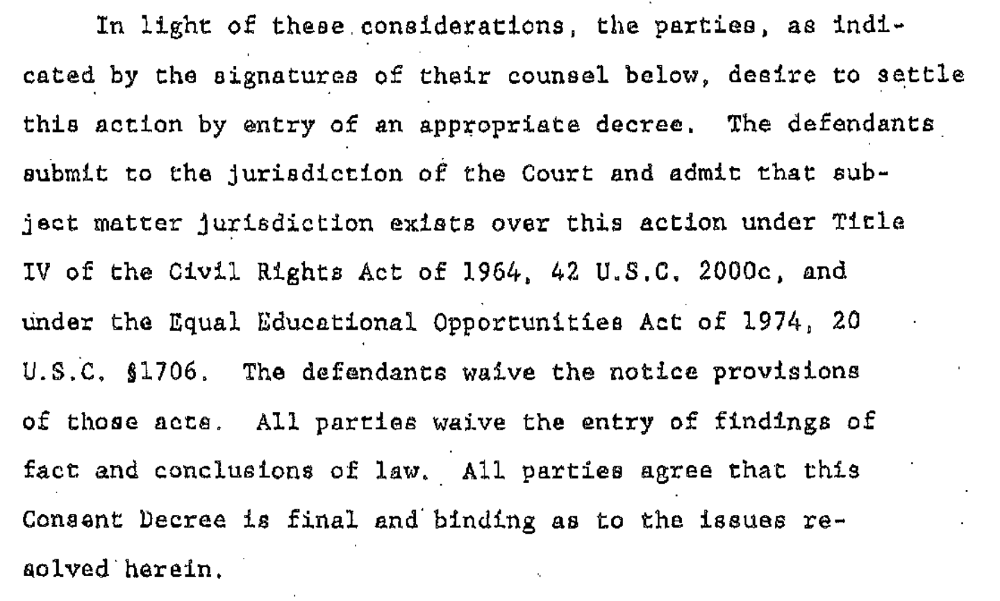 In light of these considerations, the parties, as indi-
cated by the signatures of their counsel below, desire to settle
this action by entry of an appropriate decree. The defendants
submit to the jurisdiction of the Court and admit that sub-
ject matter jurisdiction exists over this action under Title
IV of the Civil Rights Act of 1964, 42 U.S.C. 2000c, and
under the Equal Educational Opportunities Act of 1974, 20
U.S.C. §1706. The defendants waive the notice provisions
of those acts. All parties waive the entry of findings of
fact and conclusions of law. All parties agree that this
Consent Decree is final and binding as to the issues re-
solved herein.